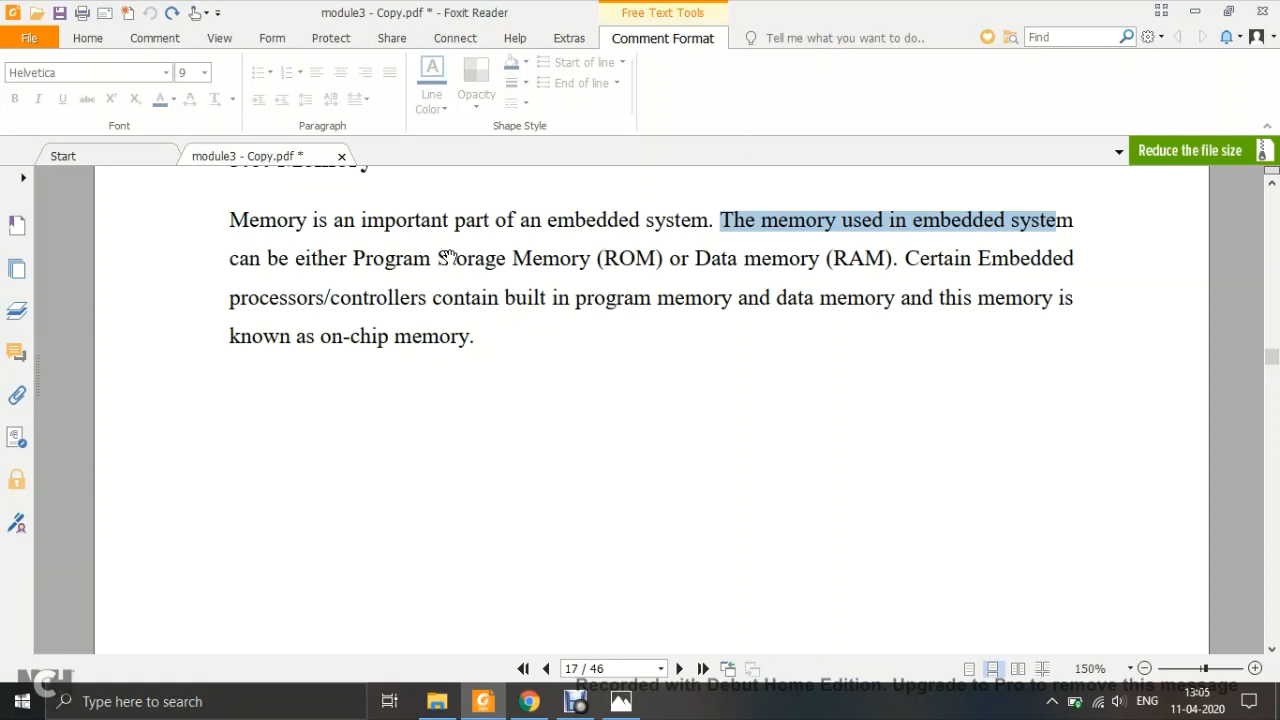 module3 - Copy.pdf * - Foxit Reader
Free Text Tools
File
Home
Comment
View
Form
Protect
Share
Connect
Help
Extras
Comment Format
Tell me what you want to do..
Find
Helvetica
9
Start of line
End of line
Line
Color
Opacity
Font
Paragraph
Shape Style
Start
module3 - Copy.pdf *
Reduce the file size
Memory is an important part of an embedded system. The memory used in embedded system
can be either Program Storage Memory (ROM) or Data memory (RAM). Certain Embedded
processors/controllers contain built in program memory and data memory and this memory is
known as on-chip memory.
17 / 46
150%
NCH
Recorded with Debut Home Edition. Upgrade to Pro to remove this message
Type here to search
ENG
13:05
11-04-2020